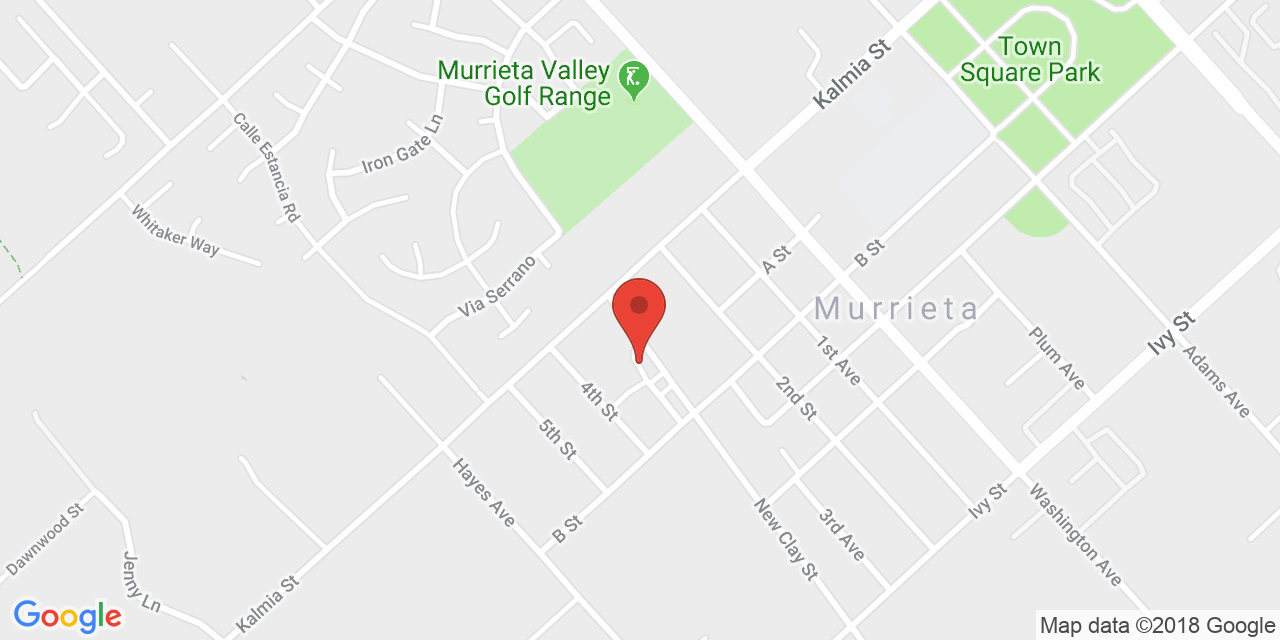 Town
Square Park
Kalmia St
Murrieta Valley
Golf Range
Iron Gate Ln
Calle Estancia Rd
Whitaker Way
Via Serrano
A St
B St
Murrieta
Ivy St
1st Ave
Plum Ave
Adams Ave
2nd St
4th St
5th St
Hayes Ave
B St
New Clay St
3rd Ave
Ivy St
Washington Ave
Dawnwood St
Jenny Ln
Kalmia St
Google
Map data ©2018 Google